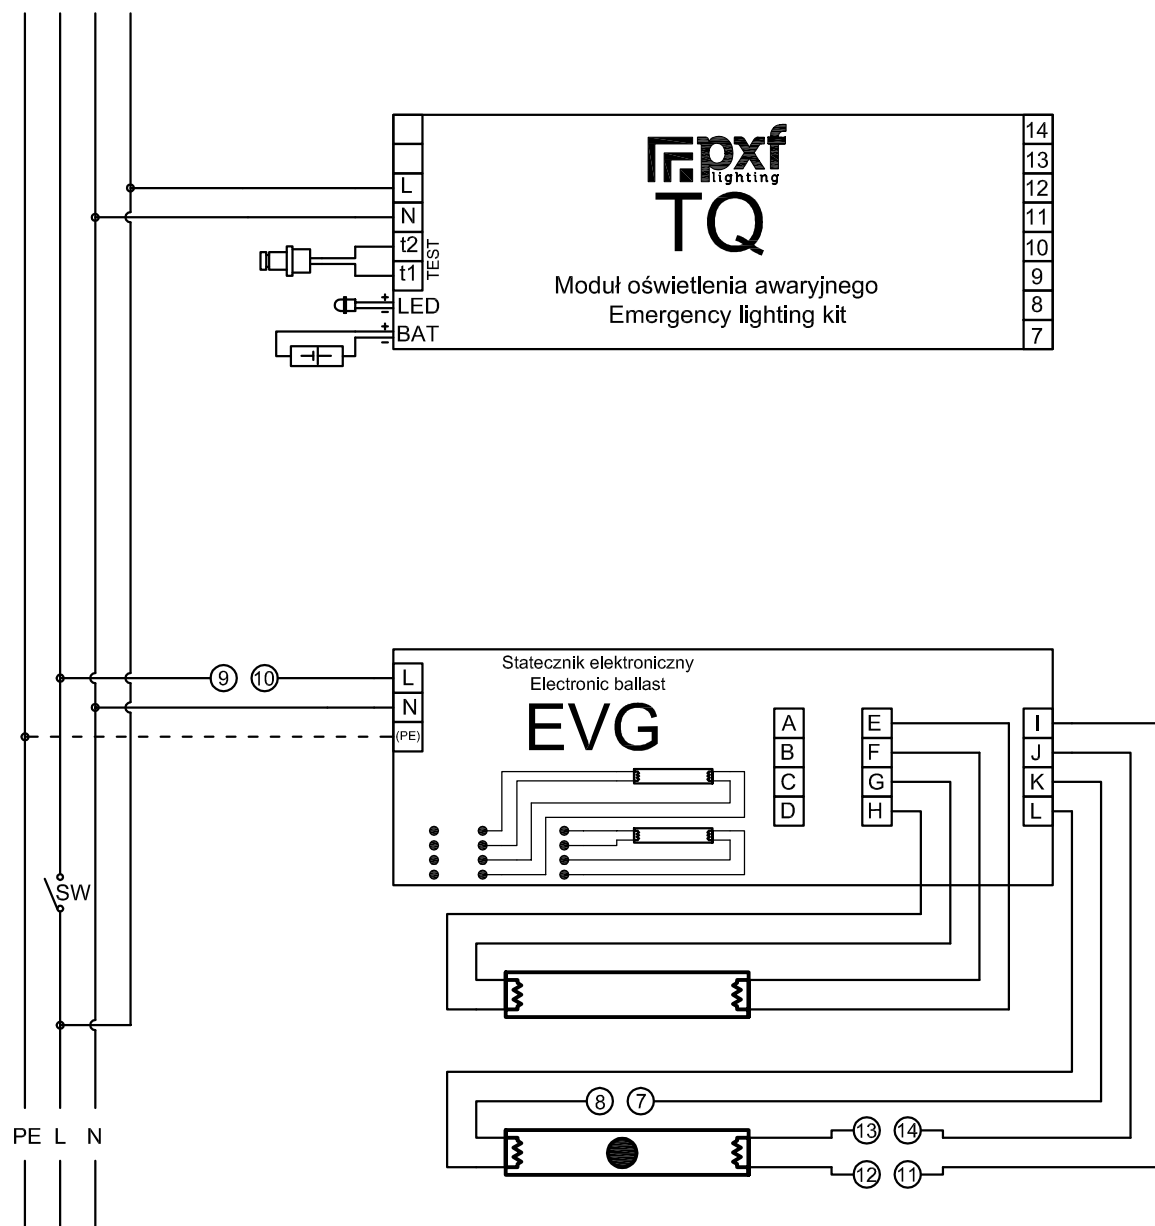 pxf
lighting
TQ
Moduł oświetlenia awaryjnego
Emergency lighting kit
L
N
t2
t1
TEST
+
-
LED
+
-
BAT
14
13
12
11
10
9
8
7
Statecznik elektroniczny
Electronic ballast
EVG
9 10
L
N
(PE)
A
B
C
D
E
F
G
H
I
J
K
L
SW
8 7
13 14
12 11
PE L N